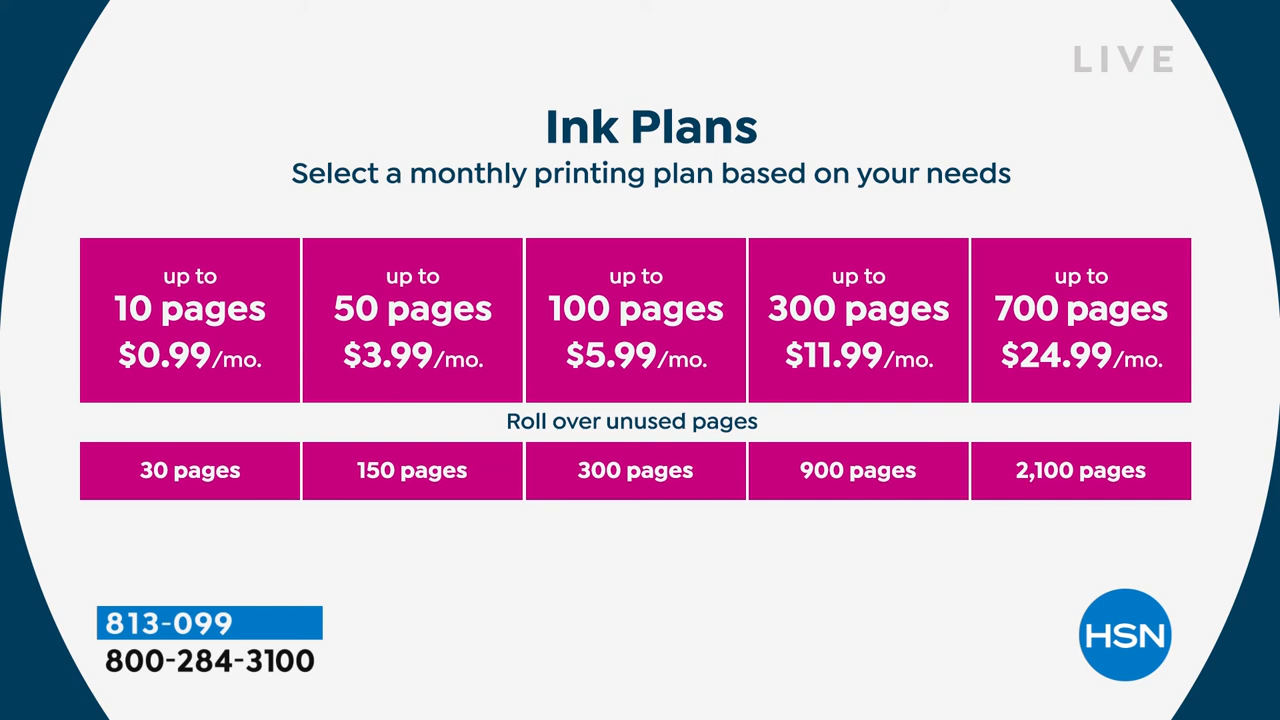 LIVE
Ink Plans
Select a monthly printing plan based on your needs
up to
10 pages
$0.99/mo.
up to
50 pages
$3.99/mo.
up to
100 pages
$5.99/mo.
up to
300 pages
$11.99/mo.
up to
700 pages
$24.99/mo.
Roll over unused pages
30 pages
150 pages
300 pages
900 pages
2,100 pages
813-099
800-284-3100
HSN